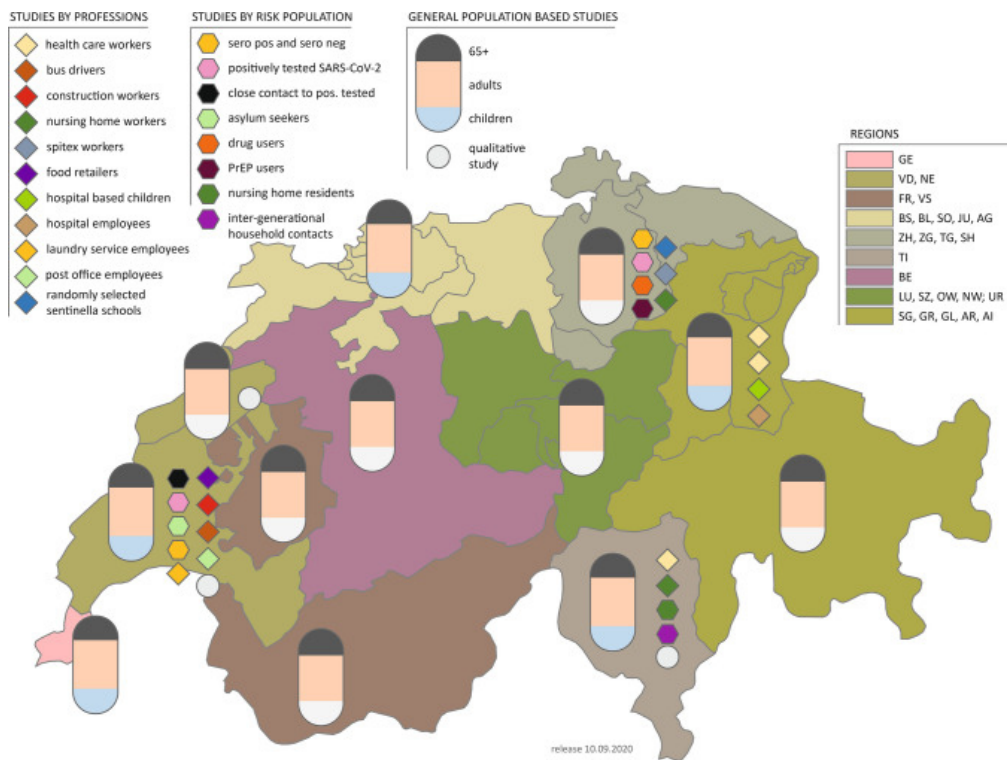 STUDIES BY PROFESSIONS
health care workers
bus drivers
construction workers
nursing home workers
spitex workers
food retailers
hospital based children
hospital employees
laundry service employees
post office employees
randomly selected
sentinella schools
STUDIES BY RISK POPULATION
sero pos and sero neg
positively tested SARS-CoV-2
close contact to pos. tested
asylum seekers
drug users
PrEP users
nursing home residents
inter-generational
household contacts
GENERAL POPULATION BASED STUDIES
65+
adults
children
qualitative
study
REGIONS
GE
VD, NE
FR, VS
BS, BL, SO, JU, AG
ZH, ZG, TG, SH
TI
BE
LU, SZ, OW, NW; UR
SG, GR, GL, AR, AI
release 10.09.2020